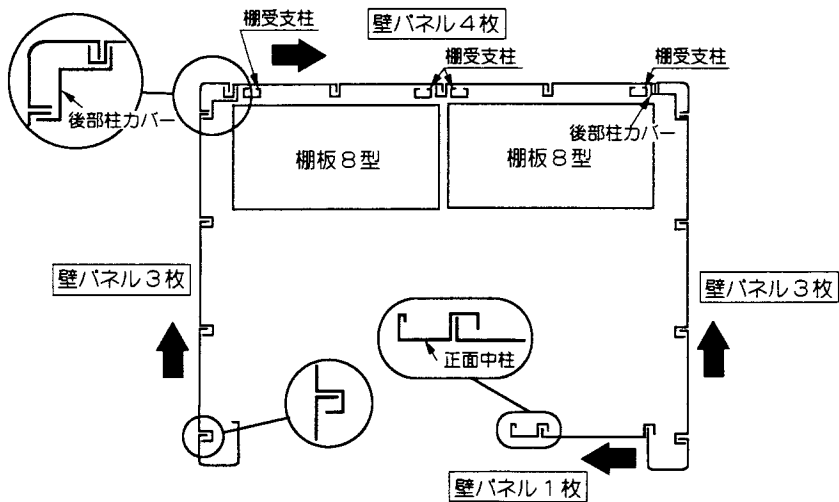 壁パネル4枚
棚受支柱
棚受支柱
棚受支柱
後部柱カバー
後部柱カバー
棚板8型
棚板8型
壁パネル3枚
壁パネル3枚
正面中柱
壁パネル1枚